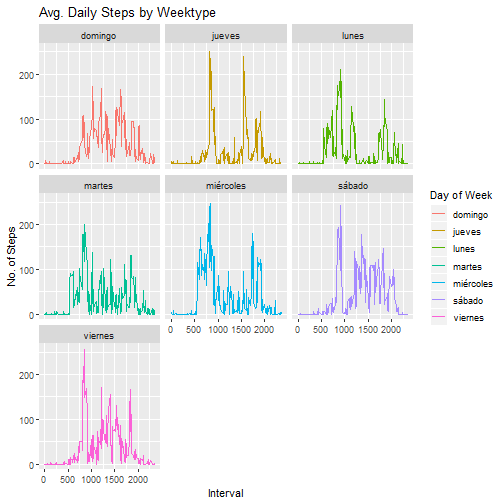 Avg. Daily Steps by Weektype
domingo
jueves
lunes
200
100
0
martes
miércoles
sábado
200
100
0
0 500 1000 1500 2000
0 500 1000 1500 2000
viernes
200
100
0
0 500 1000 1500 2000
No. of Steps
Interval
Day of Week
domingo
jueves
lunes
martes
miércoles
sábado
viernes